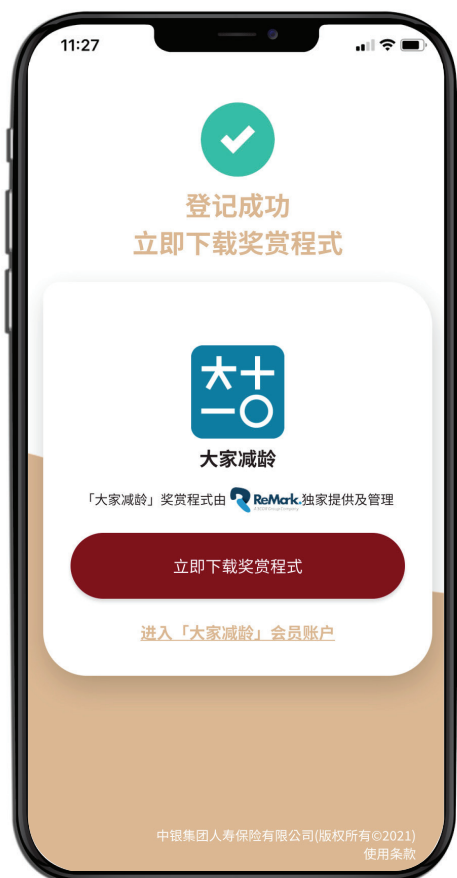 11:27
登记成功
立即下载奖赏程式
大家减龄
「大家减龄」奖赏程式由 ReMark. 独家提供及管理
立即下载奖赏程式
进入「大家减龄」会员账户
中银集团人寿保险有限公司(版权所有©2021)
使用条款